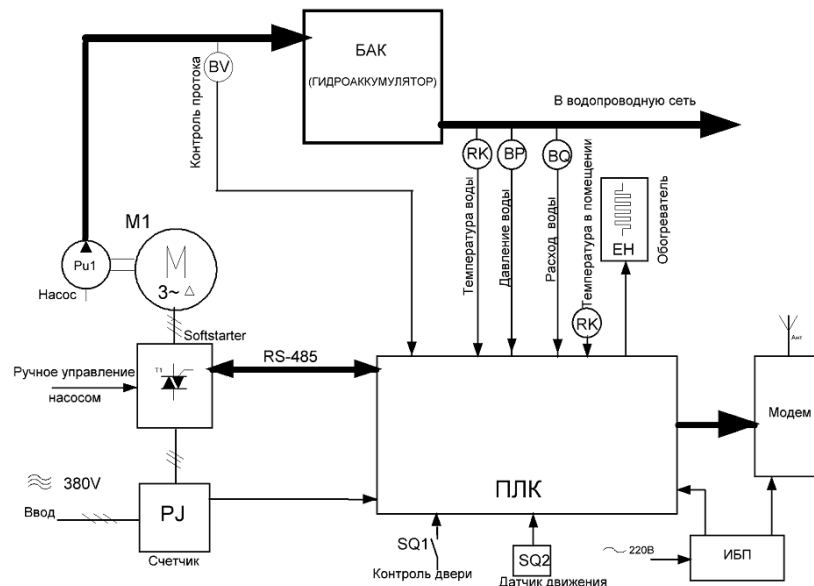 БАК
(ГИДРОАККУМУЛЯТОР)
BV
Контроль протока
В водопроводную сеть
RK
BP
BQ
Температура воды
Давление воды
Расход воды
Температура в помещении
RK
EH
Обогреватель
M1
M
3~ △
Pu1
Насос
Softstarter
T1
RS-485
Ручное управление
насосом
Ант
Модем
ПЛК
380V
Ввод
PJ
Счетчик
SQ1
Контроль двери
SQ2
Датчик движения
220В
ИБП